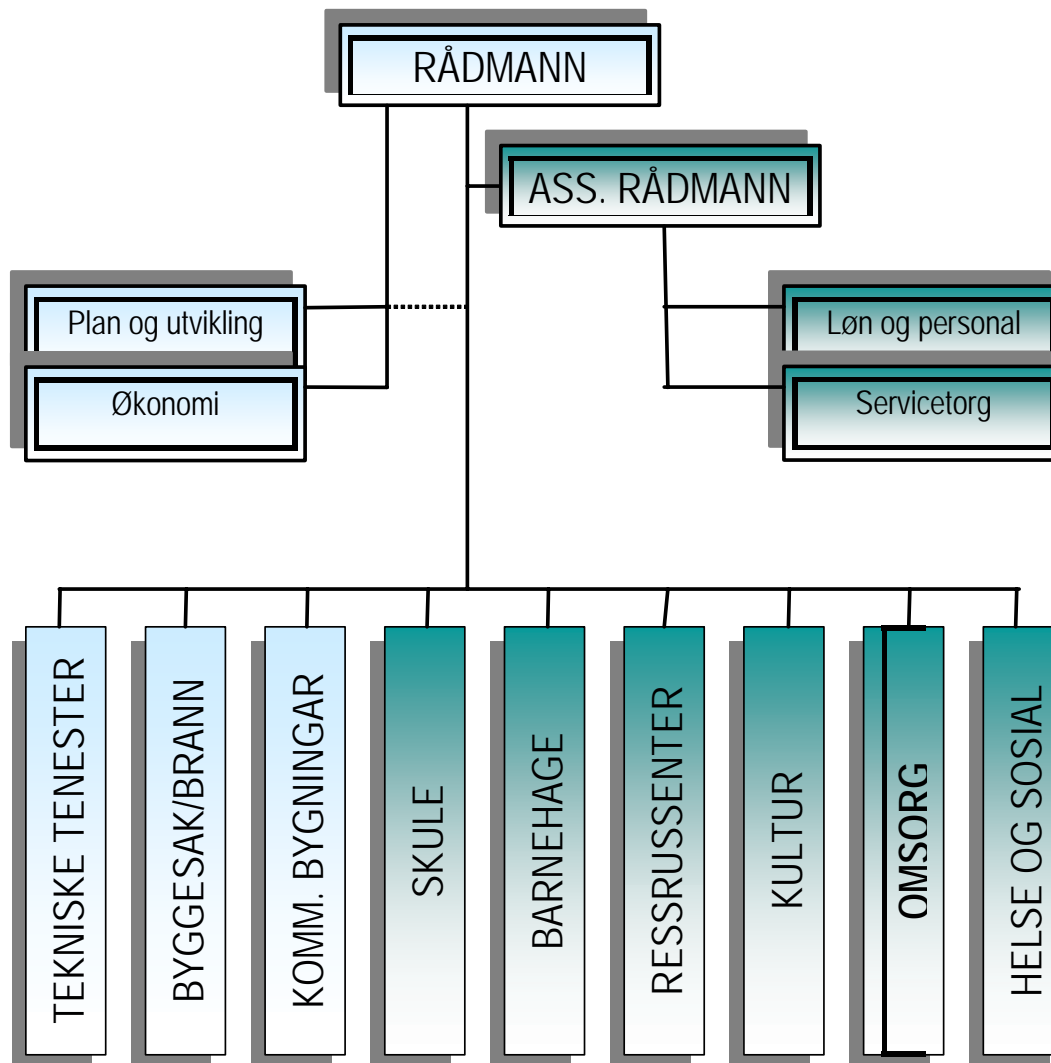 RÅDMANN
ASS. RÅDMANN
Plan og utvikling
Økonomi
Løn og personal
Servicetorg
TEKNISKE TENESTER
BYGGESAK/BRANN
KOMM. BYGNINGAR
SKULE
BARNEHAGE
RESSRUSSENTER
KULTUR
OMSORG
HELSE OG SOSIAL